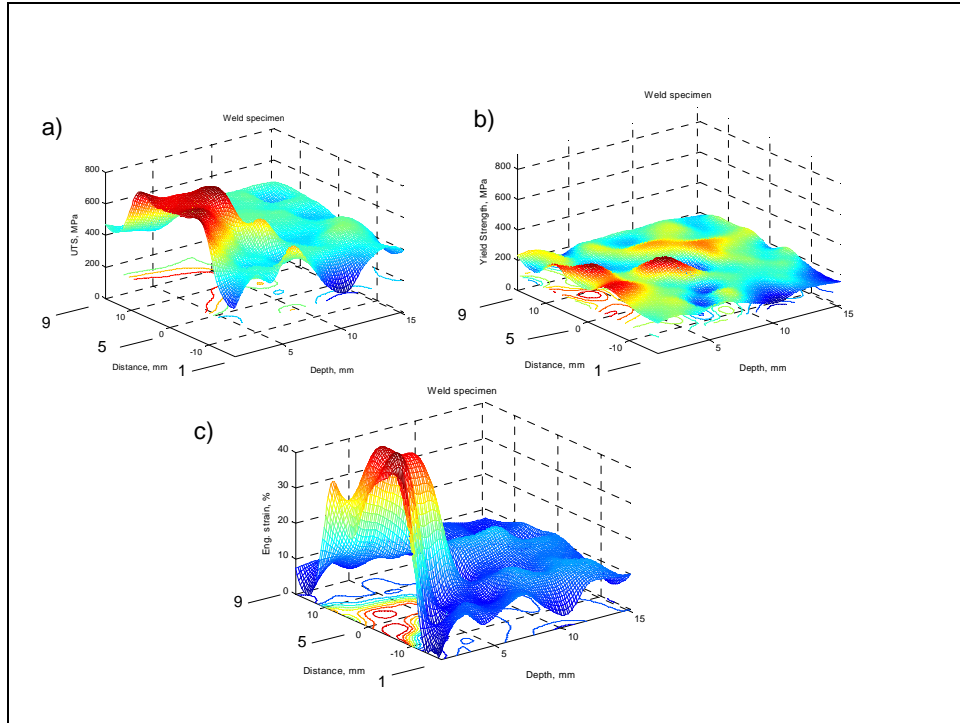 a)
Weld specimen
UTS, MPa
800
600
400
200
0
9
5
1
10
0
-10
5
10
15
Distance, mm
Depth, mm
b)
Weld specimen
Yield Strength, MPa
800
600
400
200
0
9
5
1
10
0
-10
5
10
15
Distance, mm
Depth, mm
c)
Weld specimen
Eng. strain, %
40
30
20
10
0
9
5
1
10
0
-10
5
10
15
Distance, mm
Depth, mm